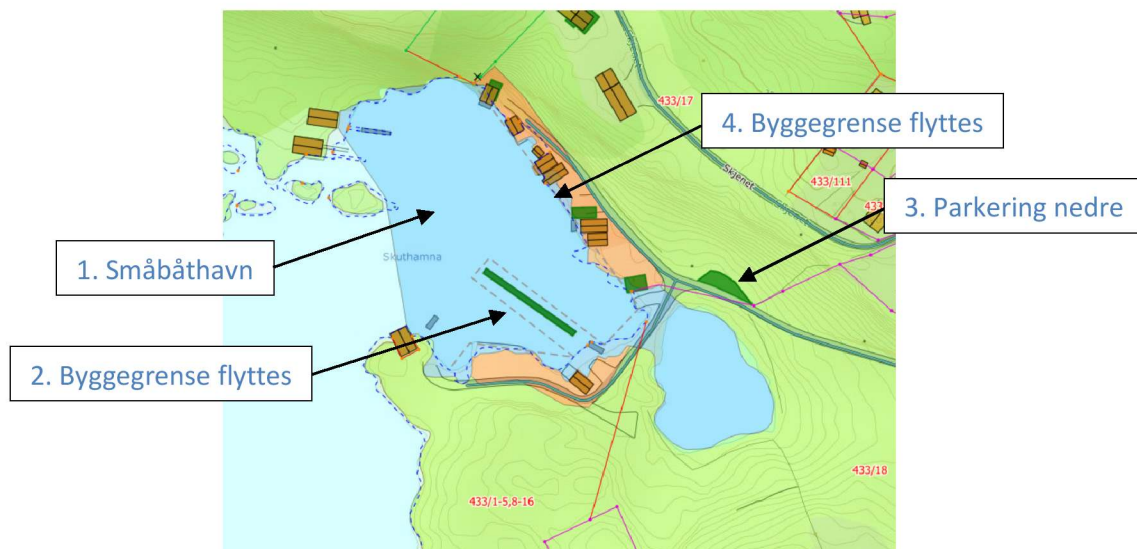 433/17
4. Byggegrense flyttes
Skjenet
433/111
433
3. Parkering nedre
1. Småbåthavn
Skuthamna
2. Byggegrense flyttes
433/18
433/1-5,8-16